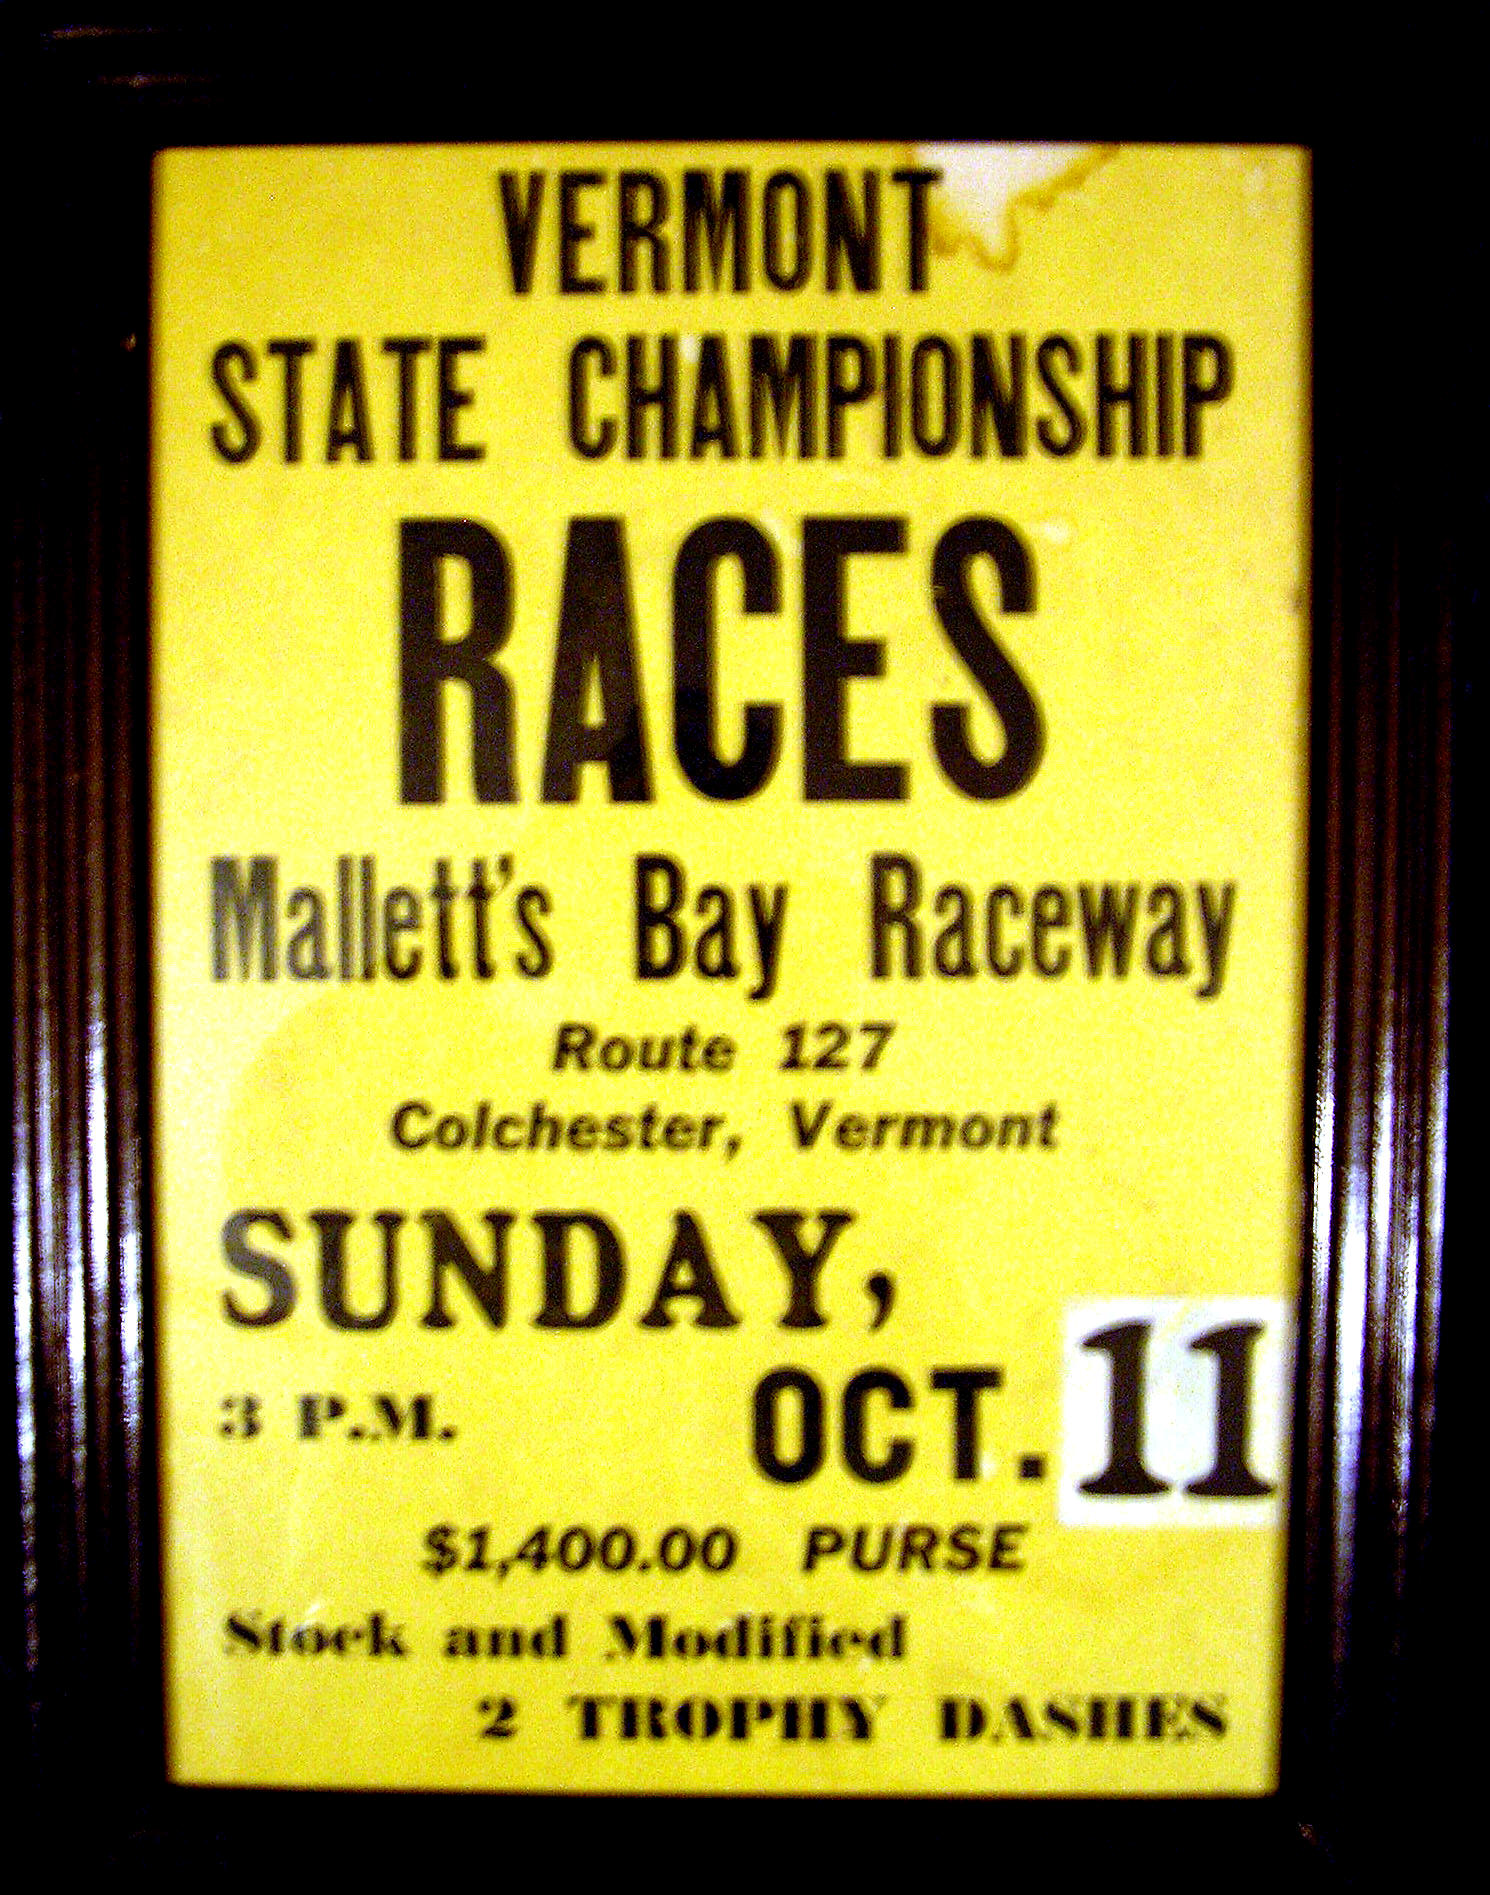 VERMONT
STATE CHAMPIONSHIP
RACES
Mallett's Bay Raceway
Route 127
Colchester, Vermont
SUNDAY,
3 P.M. OCT. 11
$1,400.00 PURSE
Stock and Modified
2 TROPHY DASHES